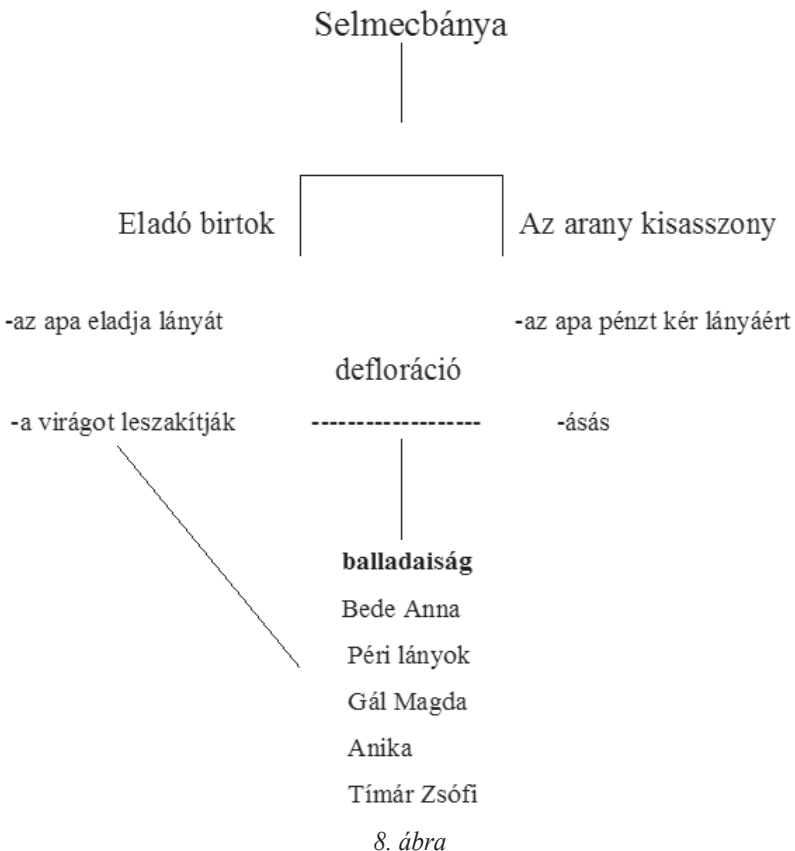 Selmecbánya
Eladó birtok
Az arany kisasszony
-az apa eladja lányát
-az apa pénzt kér lányáért
defloráció
-a virágot leszakítják
-ásás
balladaiság
Bede Anna
Péri lányok
Gál Magda
Anika
Tímár Zsófi
8. ábra